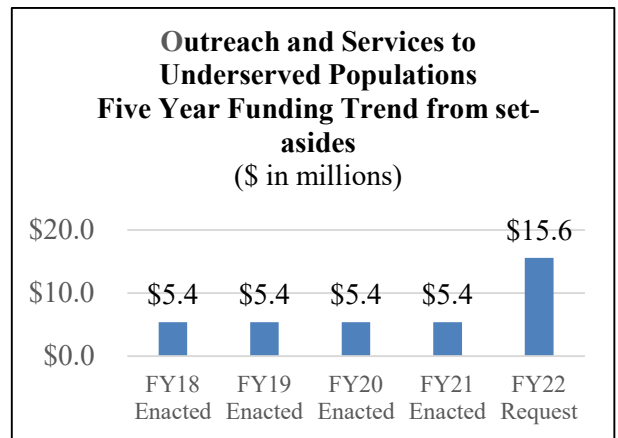 Outreach and Services to
Underserved Populations
Five Year Funding Trend from set-
asides
($ in millions)
$20.0
$15.6
$10.0
$5.4
$5.4
$5.4
$5.4
$0.0
FY18 FY19 FY20 FY21 FY22
Enacted Enacted Enacted Enacted Request